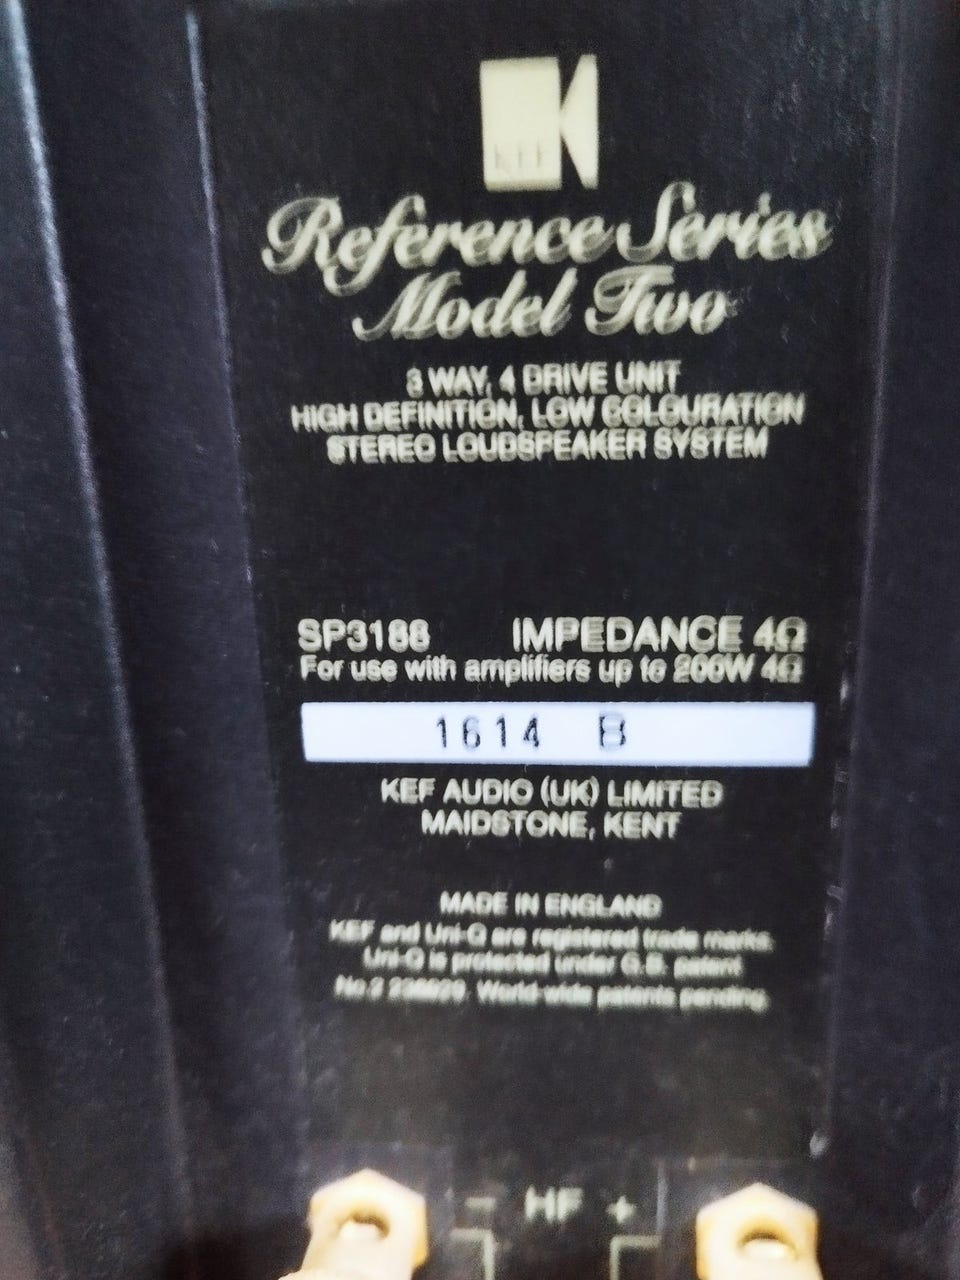 KEF
Reference Series
Model Two
3 WAY, 4 DRIVE UNIT
HIGH DEFINITION, LOW COLOURATION
STEREO LOUDSPEAKER SYSTEM
SP3188 IMPEDANCE 4Ω
For use with amplifiers up to 200W 4Ω
1614 B
KEF AUDIO (UK) LIMITED
MAIDSTONE, KENT
MADE IN ENGLAND
KEF and Uni-Q are registered trade marks.
Uni-Q is protected under G.B. patent
No.2 World-wide patents pending.
- HF +